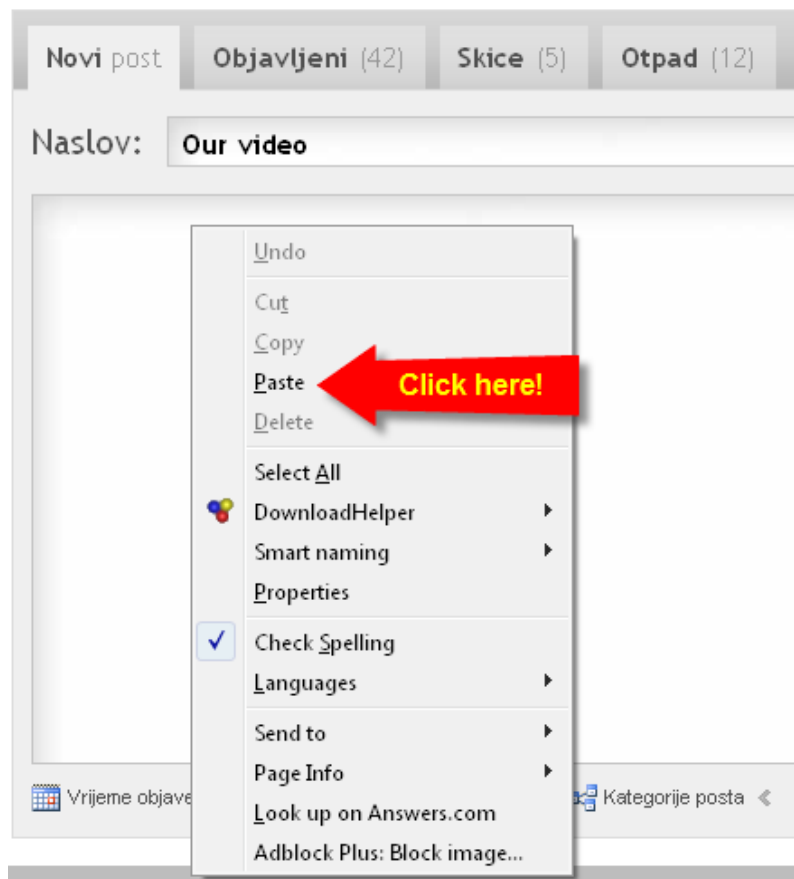 Novi post Objavljeni (42) Skice (5) Otpad (12)
Naslov: Our video
Undo
Cut
Copy
Paste Click here!
Delete
Select All
DownloadHelper
Smart naming
Properties
Check Spelling
Languages
Send to
Page Info
Look up on Answers.com
Adblock Plus: Block image...
Vrijeme objave Kategorije posta